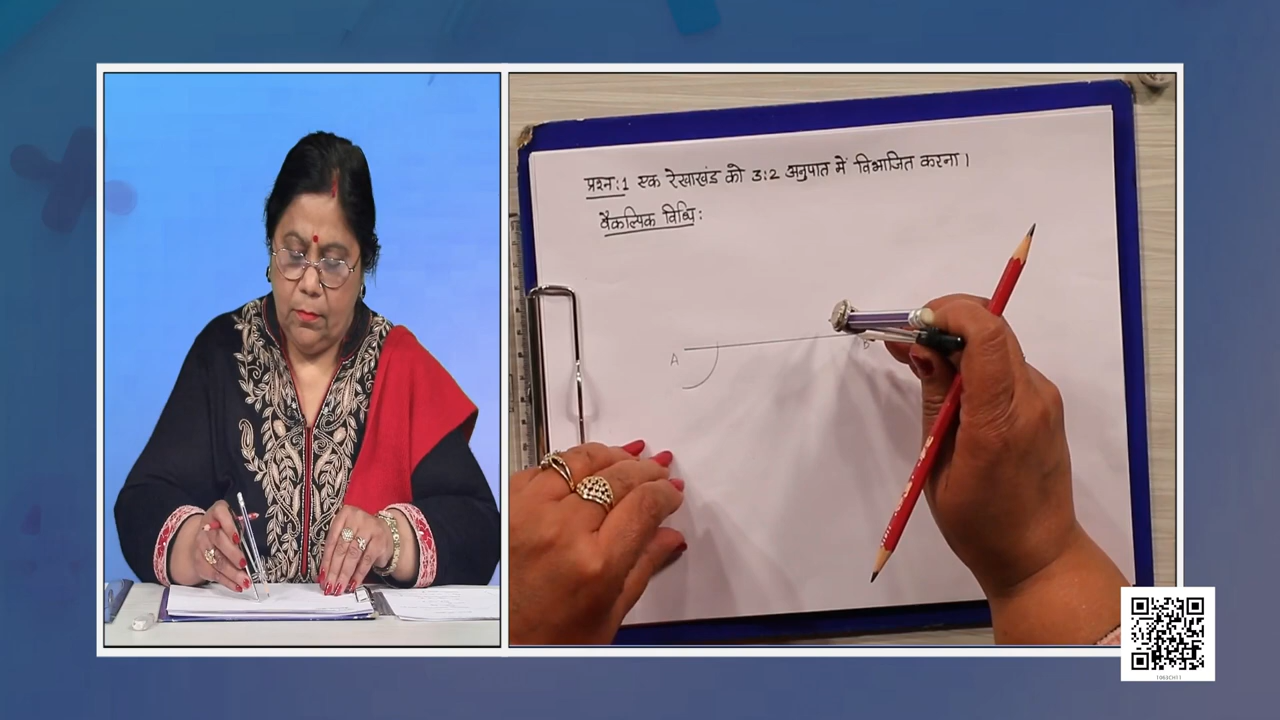 प्रश्न:1 एक रेखाखंड को 3:2 अनुपात में विभाजित करना।
वैकल्पिक विधि:
A
B